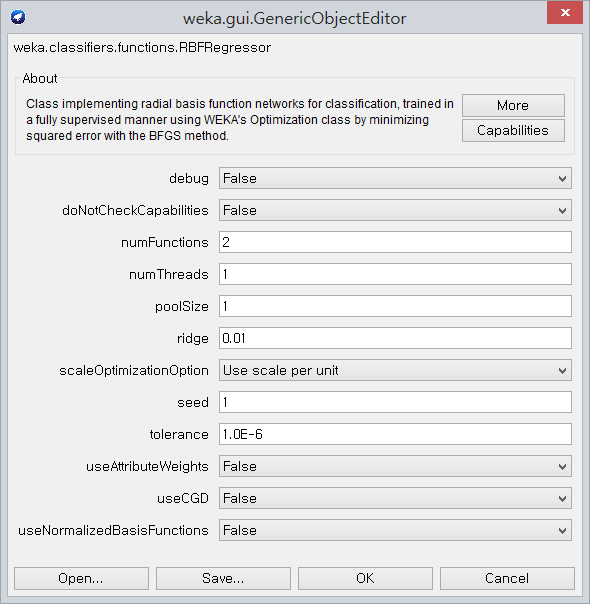 weka.gui.GenericObjectEditor
weka.classifiers.functions.RBFRegressor
About
Class implementing radial basis function networks for classification, trained in
a fully supervised manner using WEKA's Optimization class by minimizing
squared error with the BFGS method.
More
Capabilities
debug False
doNotCheckCapabilities False
numFunctions 2
numThreads 1
poolSize 1
ridge 0.01
scaleOptimizationOption Use scale per unit
seed 1
tolerance 1.0E-6
useAttributeWeights False
useCGD False
useNormalizedBasisFunctions False
Open... Save... OK Cancel